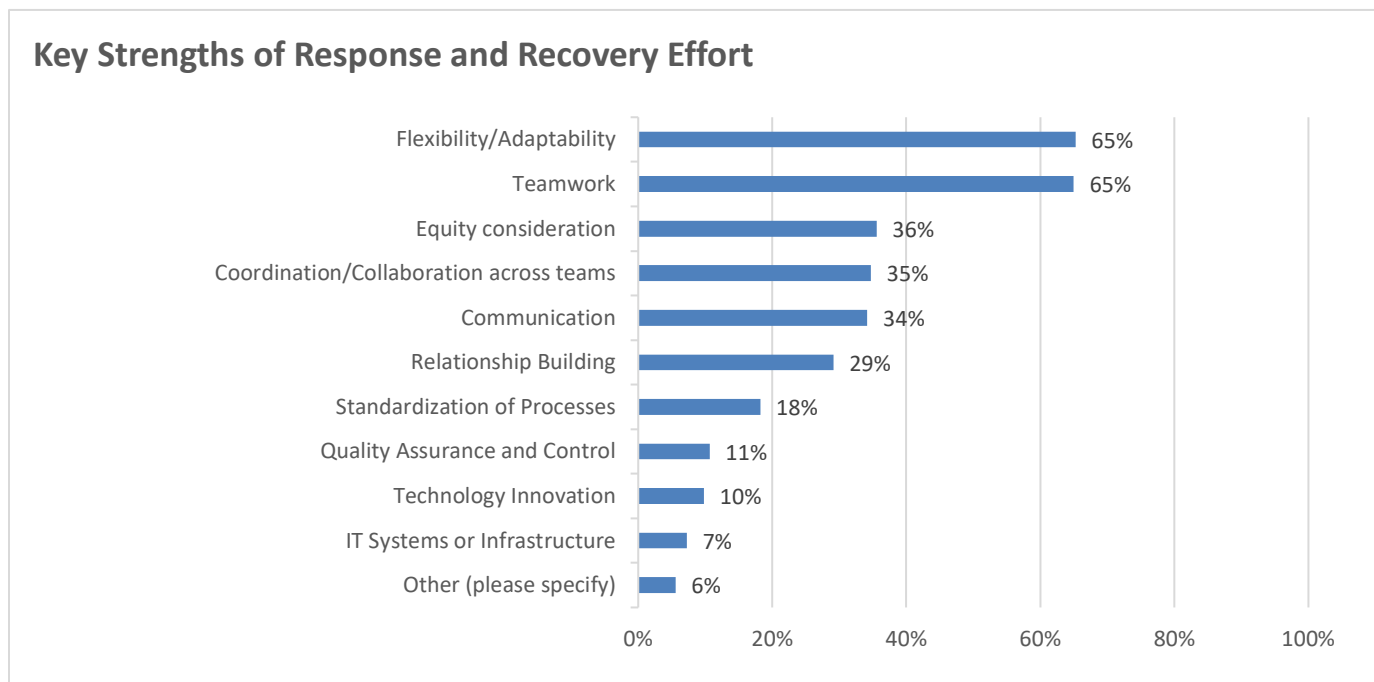 Key Strengths of Response and Recovery Effort
Flexibility/Adaptability 65%
Teamwork 65%
Equity consideration 36%
Coordination/Collaboration across teams 35%
Communication 34%
Relationship Building 29%
Standardization of Processes 18%
Quality Assurance and Control 11%
Technology Innovation 10%
IT Systems or Infrastructure 7%
Other (please specify) 6%
0% 20% 40% 60% 80% 100%